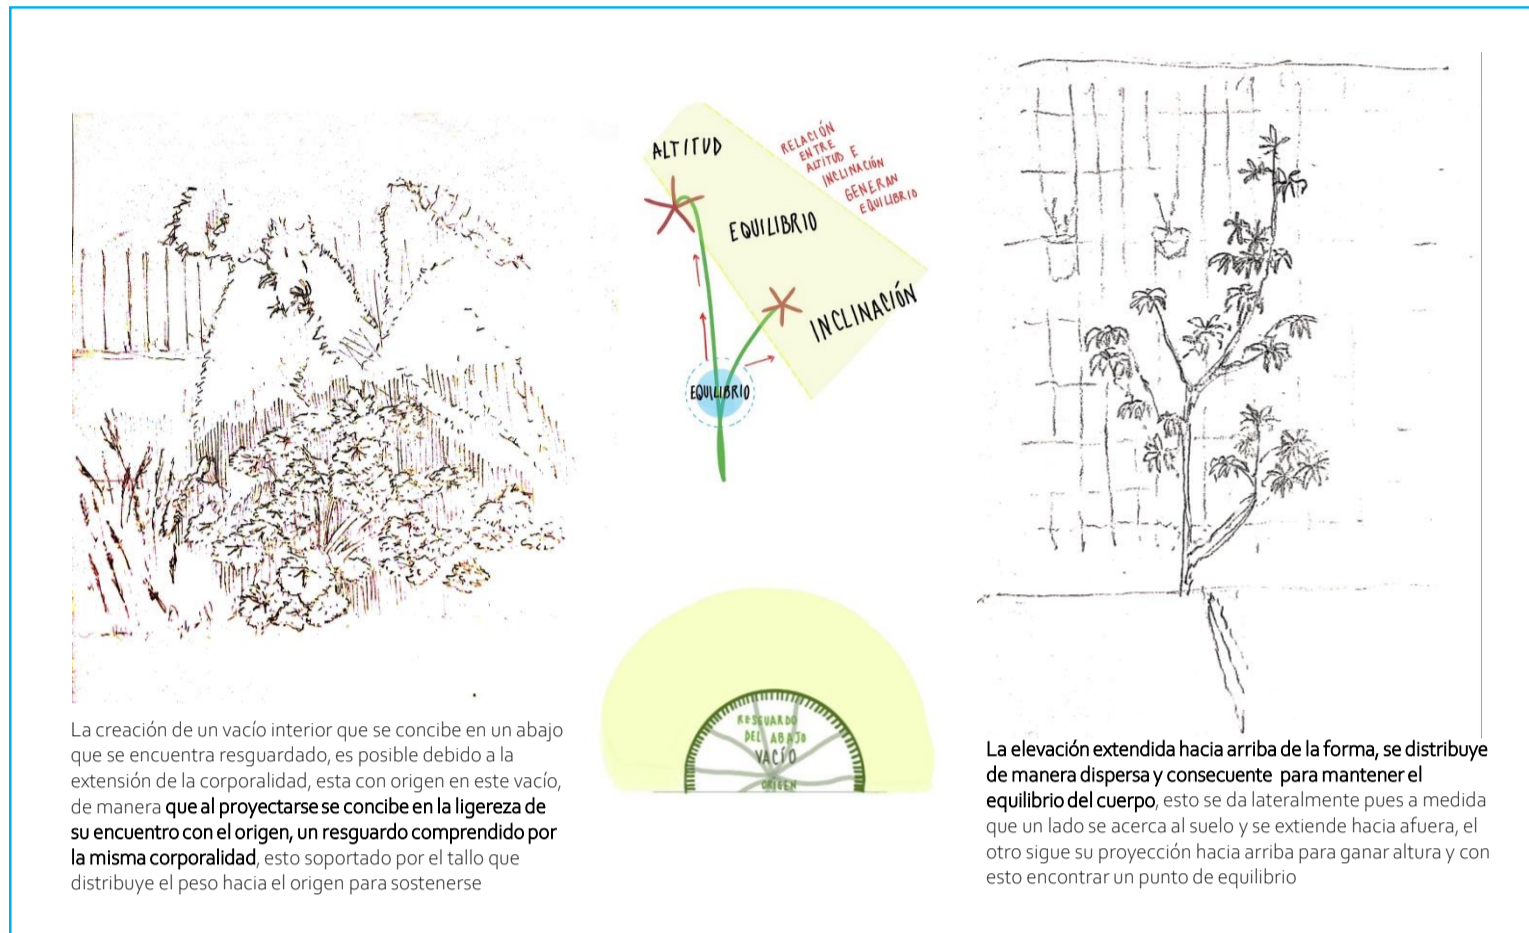 ALTITUD
RELACIÓN
ENTRE
ALTITUD E
INCLINACIÓN
GENERAN
EQUILIBRIO
EQUILIBRIO
INCLINACIÓN
EQUILIBRIO
RESGUARDO
DEL ABAJO
VACÍO
ORIGEN
La creación de un vacío interior que se concibe en un abajo
que se encuentra resguardado, es posible debido a la
extensión de la corporalidad, esta con origen en este vacío,
de manera que al proyectarse se concibe en la ligereza de
su encuentro con el origen, un resguardo comprendido por
la misma corporalidad, esto soportado por el tallo que
distribuye el peso hacia el origen para sostenerse
La elevación extendida hacia arriba de la forma, se distribuye
de manera dispersa y consecuente para mantener el
equilibrio del cuerpo, esto se da lateralmente pues a medida
que un lado se acerca al suelo y se extiende hacia afuera, el
otro sigue su proyección hacia arriba para ganar altura y con
esto encontrar un punto de equilibrio